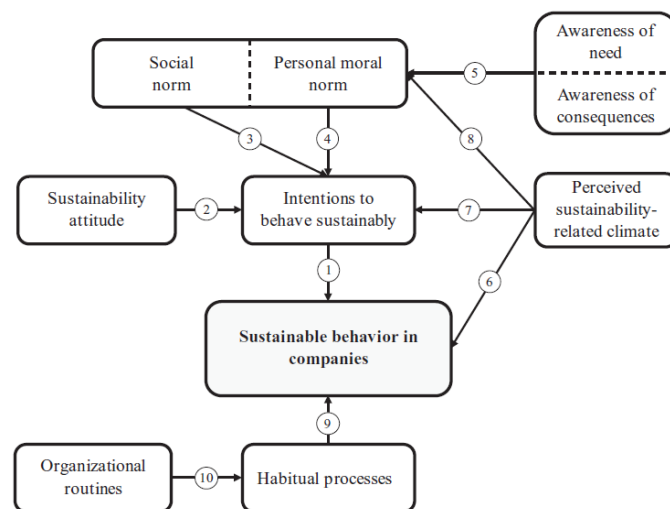 Social
norm
Personal moral
norm
5
Awareness of
need
Awareness of
consequences
3
4
8
Sustainability
attitude
2
Intentions to
behave sustainably
7
Perceived
sustainability-
related climate
1
6
Sustainable behavior in
companies
9
Organizational
routines
10
Habitual processes